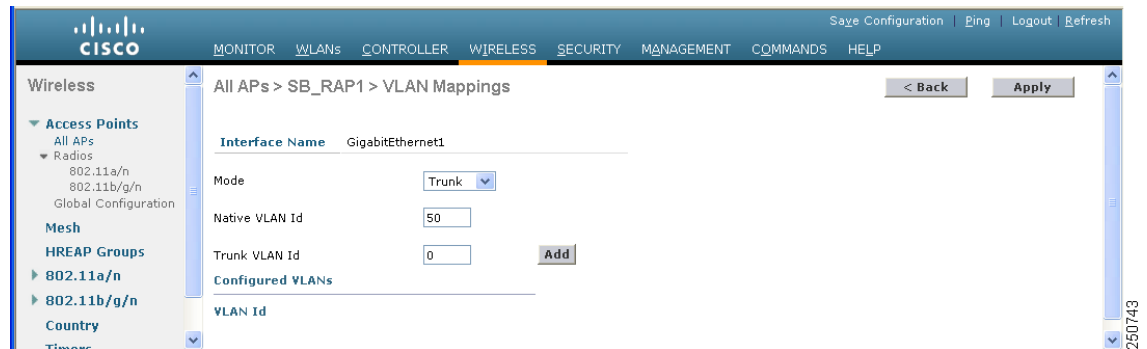 Save Configuration | Ping | Logout | Refresh
CISCO
MONITOR WLANs CONTROLLER WIRELESS SECURITY MANAGEMENT COMMANDS HELP
Wireless
Access Points
All APs
Radios
802.11a/n
802.11b/g/n
Global Configuration
Mesh
HREAP Groups
802.11a/n
802.11b/g/n
Country
Timers
All APs > SB_RAP1 > VLAN Mappings
< Back
Apply
Interface Name GigabitEthernet1
Mode Trunk
Native VLAN Id 50
Trunk VLAN Id 0 Add
Configured VLANs
VLAN Id
250743